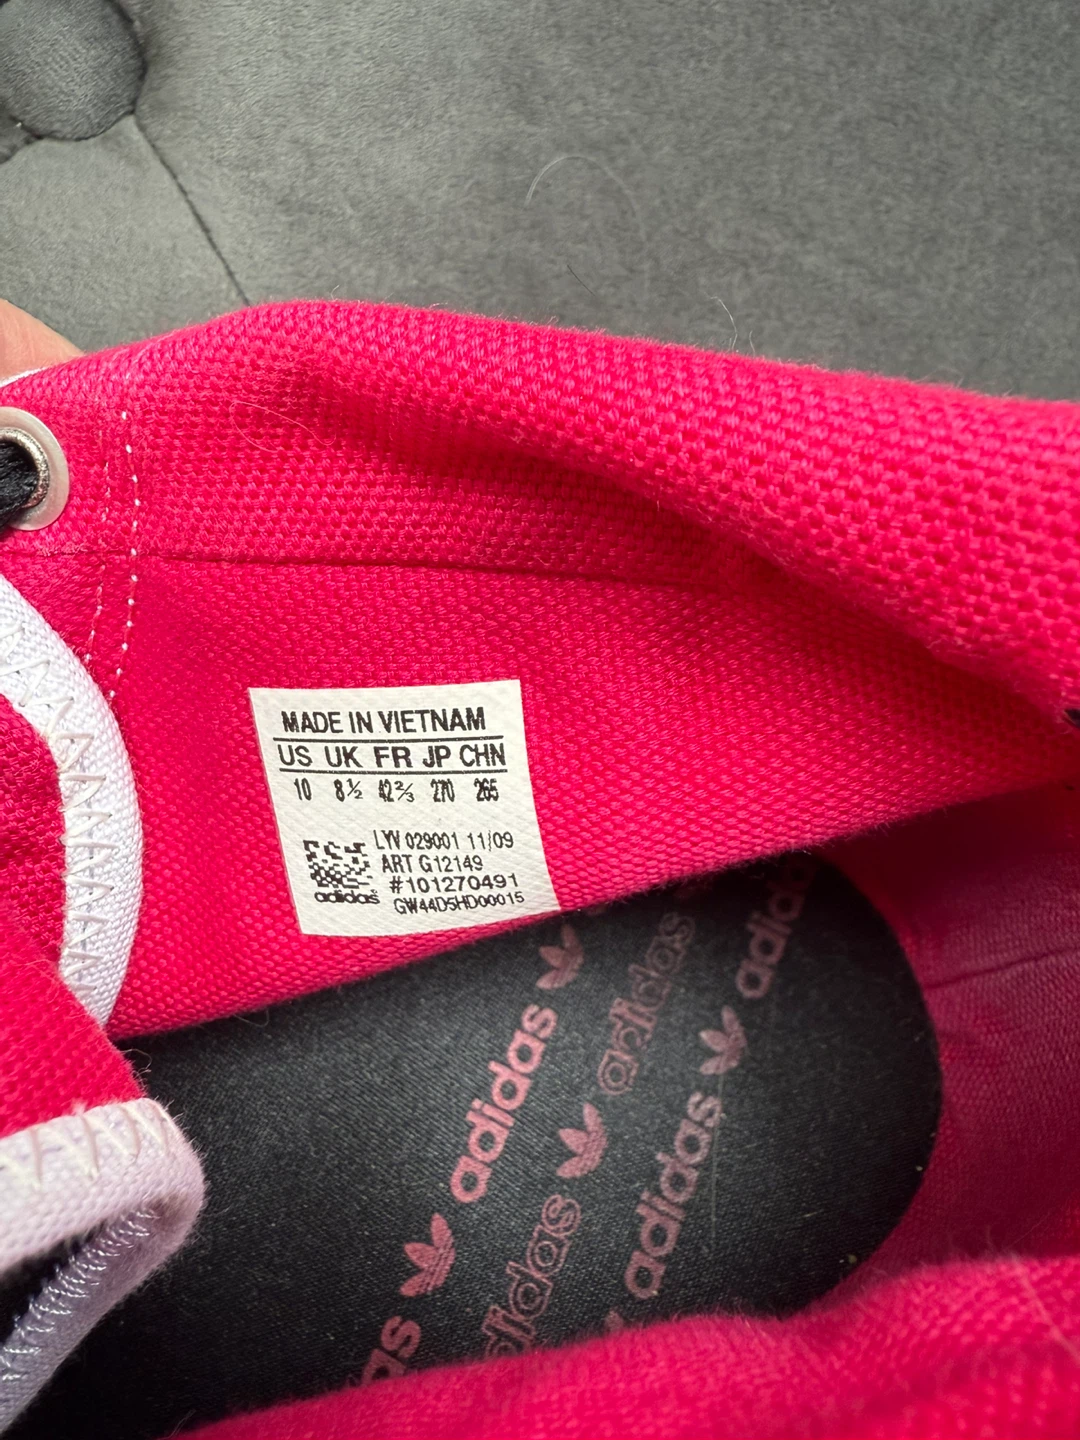 MADE IN VIETNAM
US UK FR JP CHN
10 8½ 42⅔ 270 265
LYV 029001 11/09
ART G12149
#101270491
adidas
GW44D5HD00015
adidas
adidas
adidas
adidas
adidas